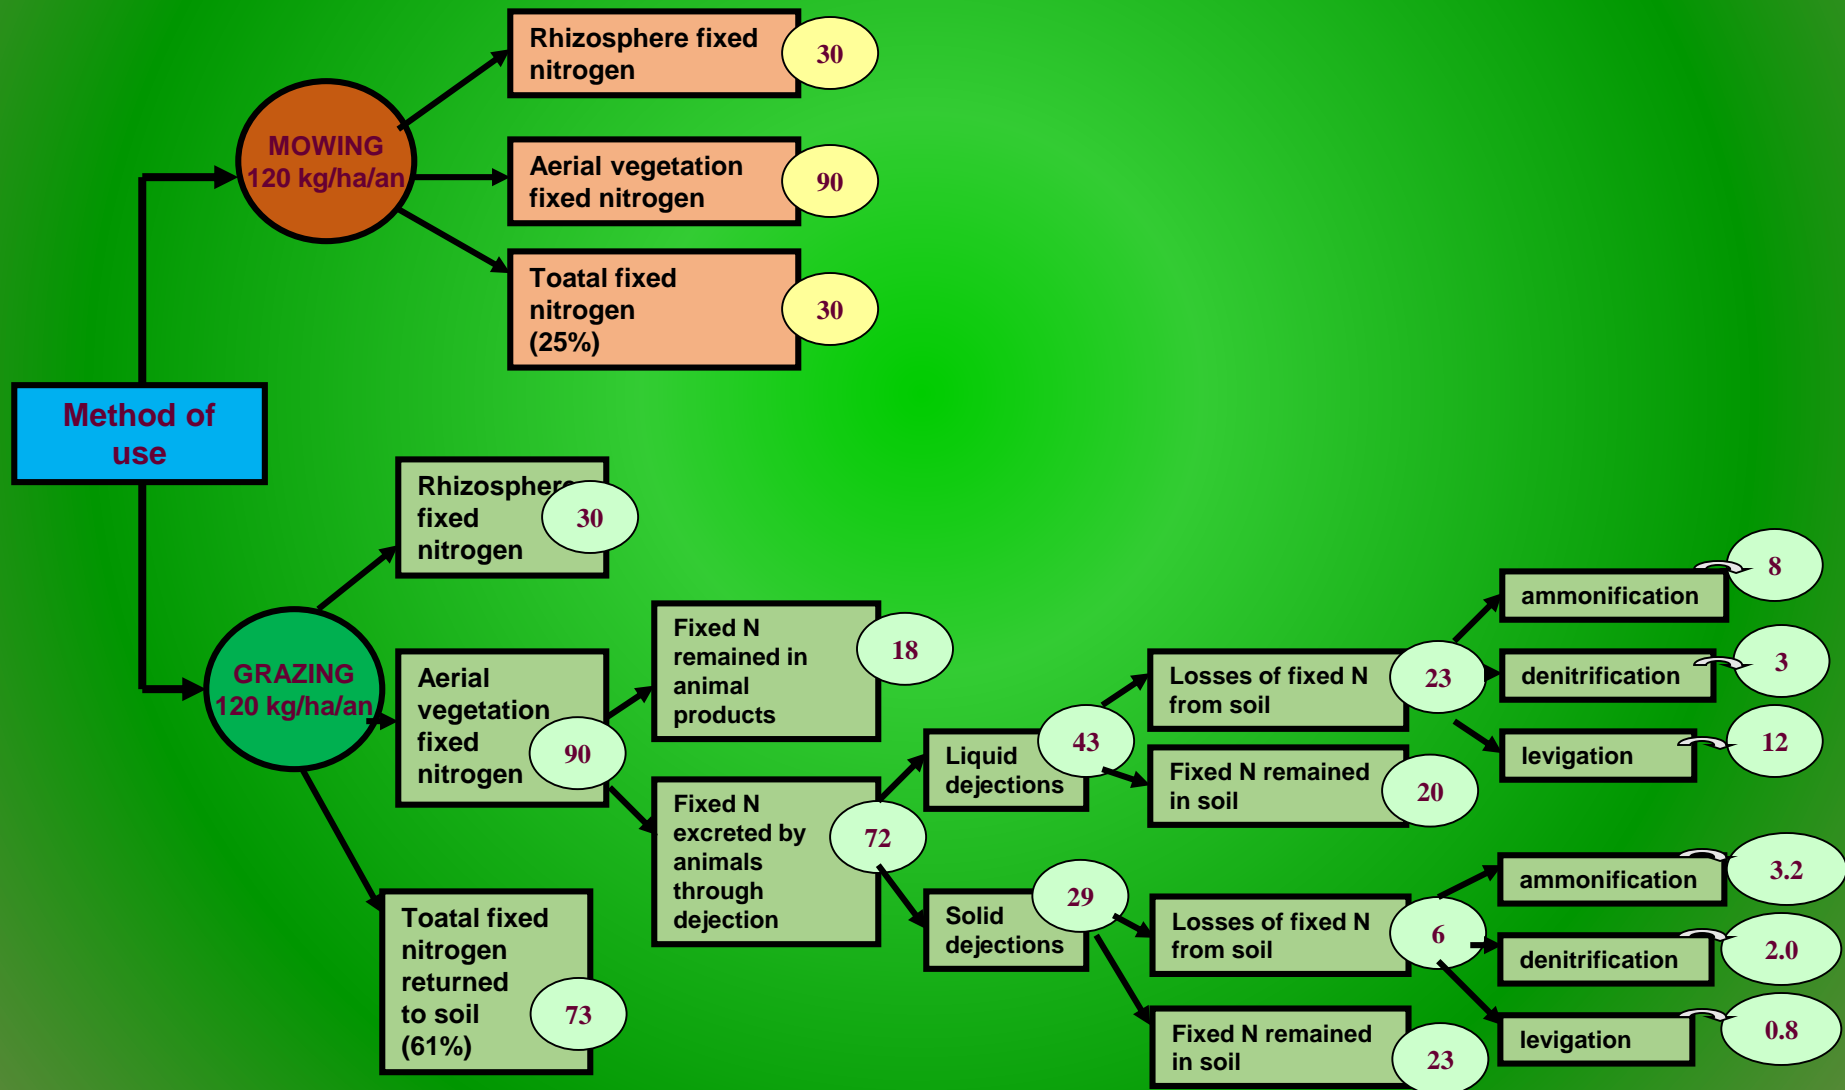 Rhizosphere fixed
nitrogen
30
MOWING
120 kg/ha/an
Aerial vegetation
fixed nitrogen
90
Toatal fixed
nitrogen
(25%)
30
Method of
use
Rhizosphere
fixed
nitrogen
30
GRAZING
120 kg/ha/an
Aerial
vegetation
fixed
nitrogen
90
Toatal fixed
nitrogen
returned
to soil
(61%)
73
Fixed N
remained in
animal
products
18
Fixed N
excreted by
animals
through
dejection
72
Liquid
dejections
43
Solid
dejections
29
Losses of fixed N
from soil
23
Fixed N remained
in soil
20
Losses of fixed N
from soil
6
Fixed N remained
in soil
23
ammonification
8
denitrification
3
levigation
12
ammonification
3.2
denitrification
2.0
levigation
0.8